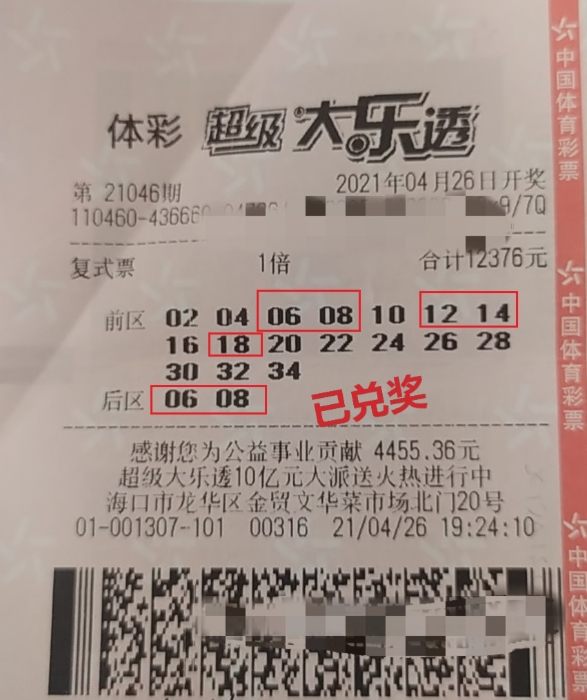 体彩 超级大乐透
第 21046期 2021年04月26日开奖
110460-43666 9/7Q
复式票 1倍 合计12376元
前区 02 04 06 08 10 12 14
16 18 20 22 24 26 28
30 32 34
后区 06 08
已兑奖
感谢您为公益事业贡献 4455.36元
超级大乐透10亿元大派送火热进行中
海口市龙华区金贸文华菜市场北门20号
01-001307-101 00316 21/04/26 19:24:10
中国体育彩票
中国体育彩票
中国体育彩票